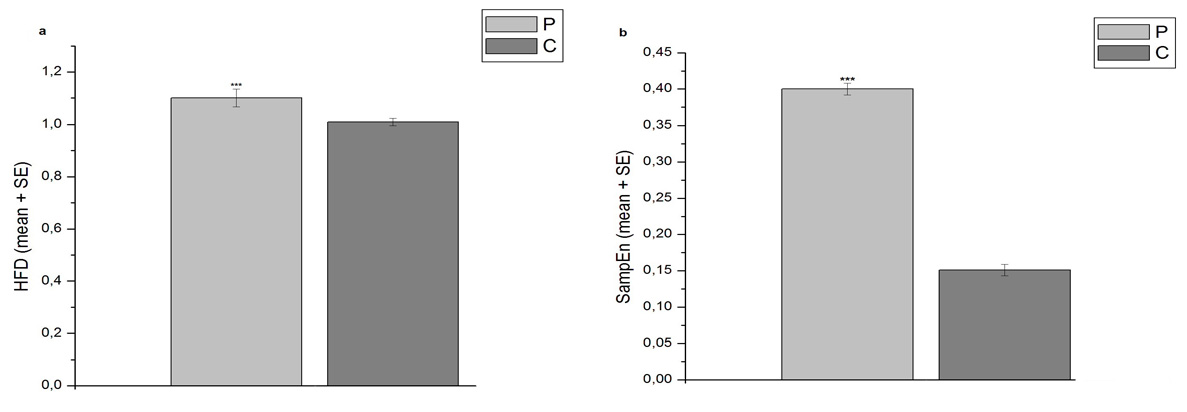 a
P
C
***
1,2
1,0
0,8
0,6
0,4
0,2
0,0
HFD (mean + SE)
b
P
C
***
0,45
0,40
0,35
0,30
0,25
0,20
0,15
0,10
0,05
0,00
SampEn (mean + SE)